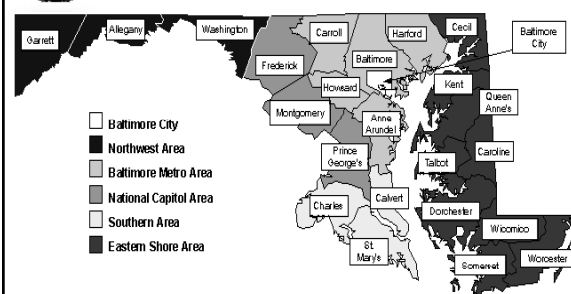 Garrett
Allegany
Washington
Carroll
Harford
Cecil
Baltimore
City
Frederick
Baltimore
Howard
Kent
Montgomery
Anne
Arundel
Queen
Anne's
Prince
George's
Talbot
Caroline
Charles
Calvert
Dorchester
St.
Mary's
Wicomico
Somerset
Worcester
Baltimore City
Northwest Area
Baltimore Metro Area
National Capitol Area
Southern Area
Eastern Shore Area